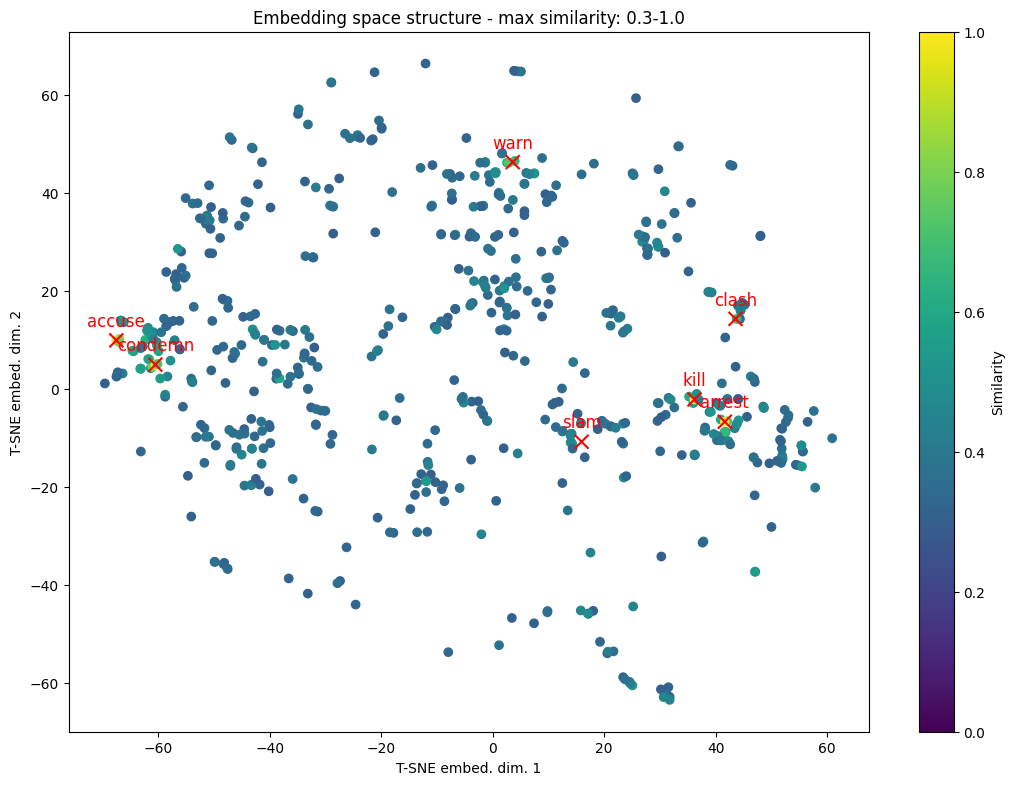 Embedding space structure - max similarity: 0.3-1.0
T-SNE embed. dim. 2
60
40
20
0
−20
−40
−60
warn
clash
accuse
condemn
kill
arrest
slam
−60
−40
−20
0
20
40
60
T-SNE embed. dim. 1
1.0
0.8
0.6
0.4
0.2
0.0
Similarity